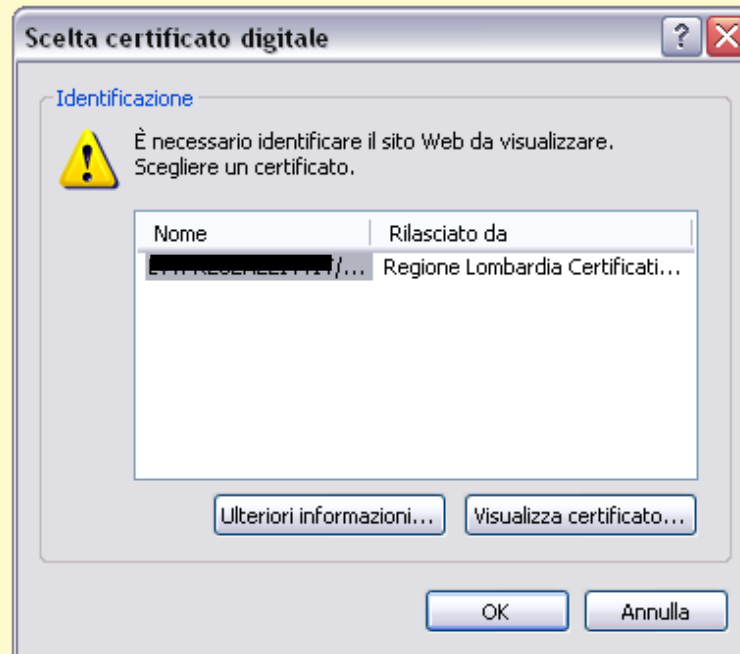 Scelta certificato digitale
Identificazione
È necessario identificare il sito Web da visualizzare.
Scegliere un certificato.
Nome Rilasciato da
/... Regione Lombardia Certificati...
Ulteriori informazioni... Visualizza certificato...
OK Annulla